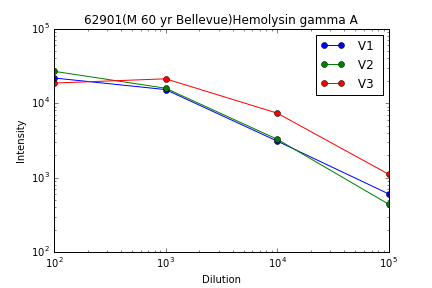 62901(M 60 yr Bellevue)Hemolysin gamma A
10^5
10^4
10^3
10^2
Intensity
V1
V2
V3
10^2 10^3 10^4 10^5
Dilution